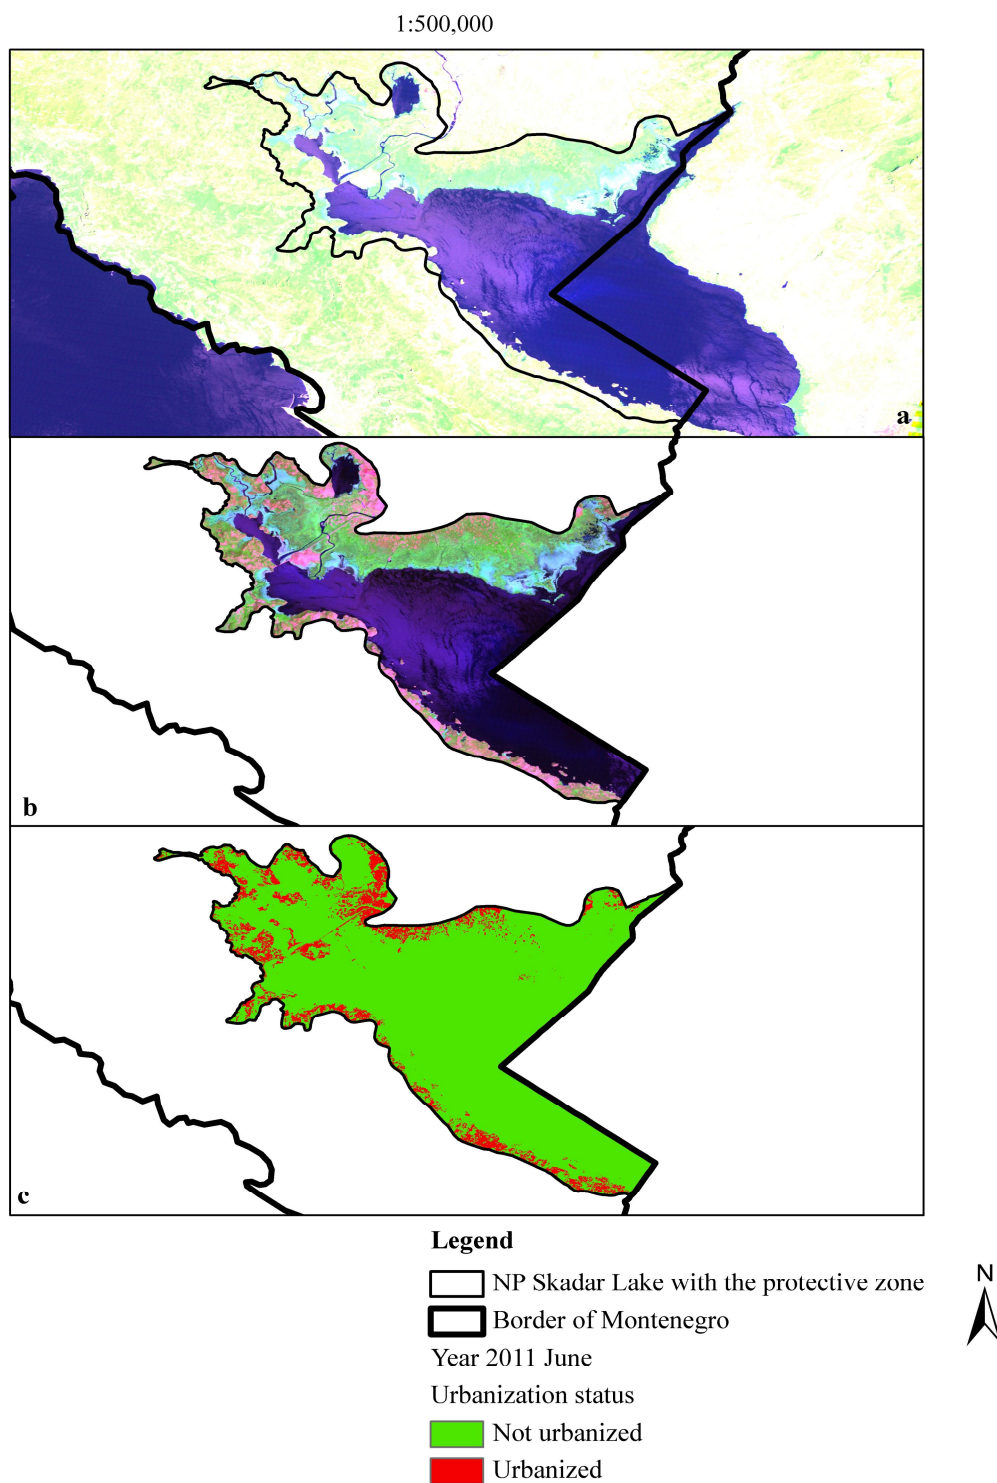 1:500,000
a
b
c
Legend
NP Skadar Lake with the protective zone
Border of Montenegro
Year 2011 June
Urbanization status
Not urbanized
Urbanized
N